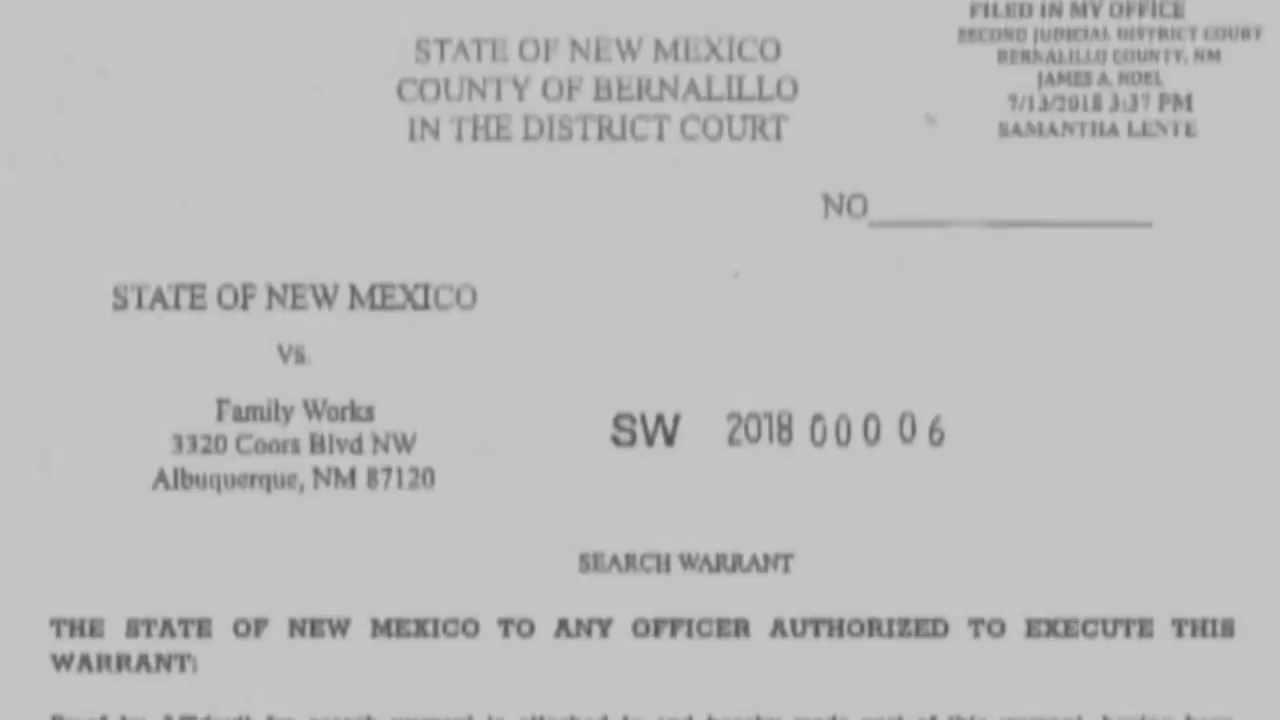 FILED IN MY OFFICE
SECOND JUDICIAL DISTRICT COURT
BERNALILLO COUNTY, NM
JAMES A NOEL
7/13/2018 3:37 PM
SAMANTHA LENTE
STATE OF NEW MEXICO
COUNTY OF BERNALILLO
IN THE DISTRICT COURT
NO
STATE OF NEW MEXICO
vs.
Family Works
3320 Coors Blvd NW
Albuquerque, NM 87120
SW 2018 000 06
SEARCH WARRANT
THE STATE OF NEW MEXICO TO ANY OFFICER AUTHORIZED TO EXECUTE THIS
WARRANT: